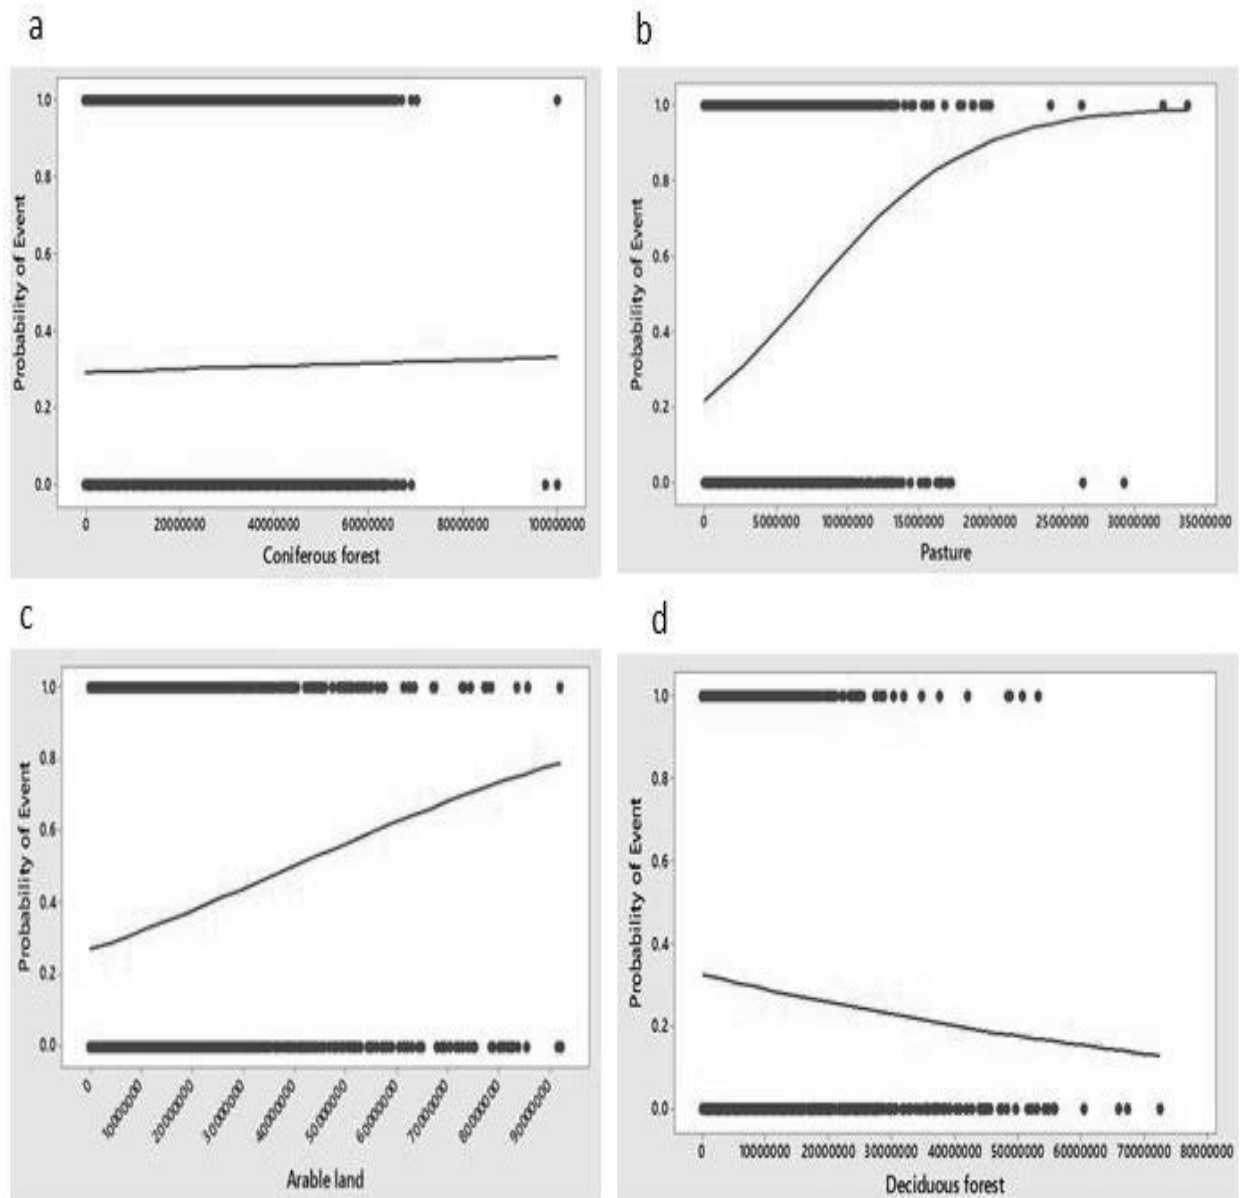 a
1.0
0.8
0.6
0.4
0.2
0.0
Probability of Event
0 20000000 40000000 60000000 80000000 100000000
Coniferous forest
b
1.0
0.8
0.6
0.4
0.2
0.0
Probability of Event
0 5000000 10000000 15000000 20000000 25000000 30000000 35000000
Pasture
c
1.0
0.8
0.6
0.4
0.2
0.0
Probability of Event
0 10000000 20000000 30000000 40000000 50000000 60000000 70000000 80000000 90000000
Arable land
d
1.0
0.8
0.6
0.4
0.2
0.0
Probability of Event
0 10000000 20000000 30000000 40000000 50000000 60000000 70000000 80000000
Deciduous forest